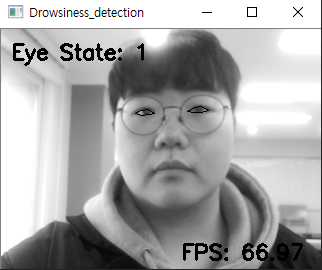 Drowsiness_detection
Eye State: 1
FPS: 66.97